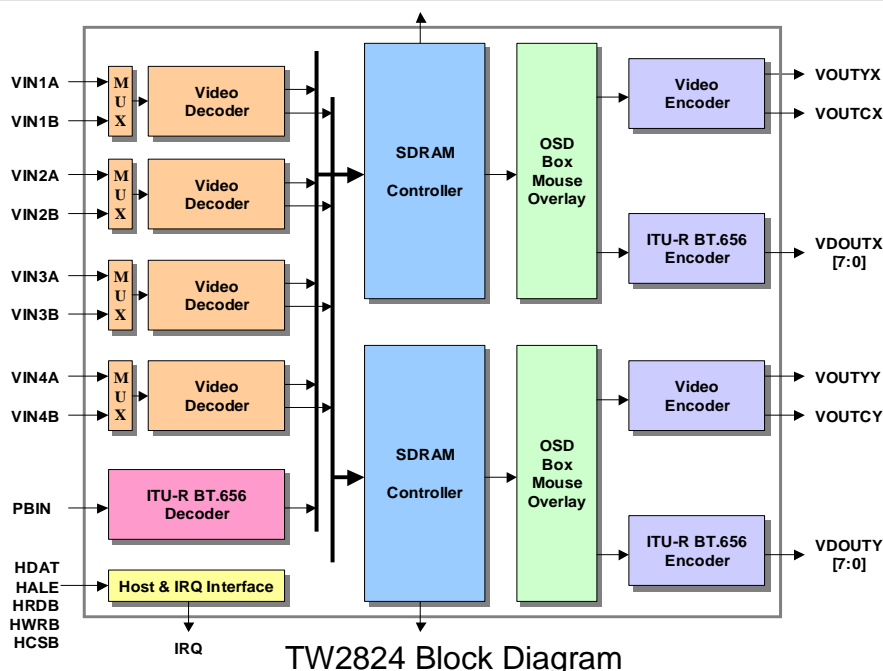 VIN1A
VIN1B
M
U
X
Video
Decoder
VIN2A
VIN2B
M
U
X
Video
Decoder
VIN3A
VIN3B
M
U
X
Video
Decoder
VIN4A
VIN4B
M
U
X
Video
Decoder
PBIN
ITU-R BT.656
Decoder
HDAT
HALE
HRDB
HWRB
HCSB
Host & IRQ Interface
IRQ
SDRAM
Controller
OSD
Box
Mouse
Overlay
Video
Encoder
VOUTYX
VOUTCX
ITU-R BT.656
Encoder
VDOUTX
[7:0]
SDRAM
Controller
OSD
Box
Mouse
Overlay
Video
Encoder
VOUTYY
VOUTCY
ITU-R BT.656
Encoder
VDOUTY
[7:0]
TW2824 Block Diagram